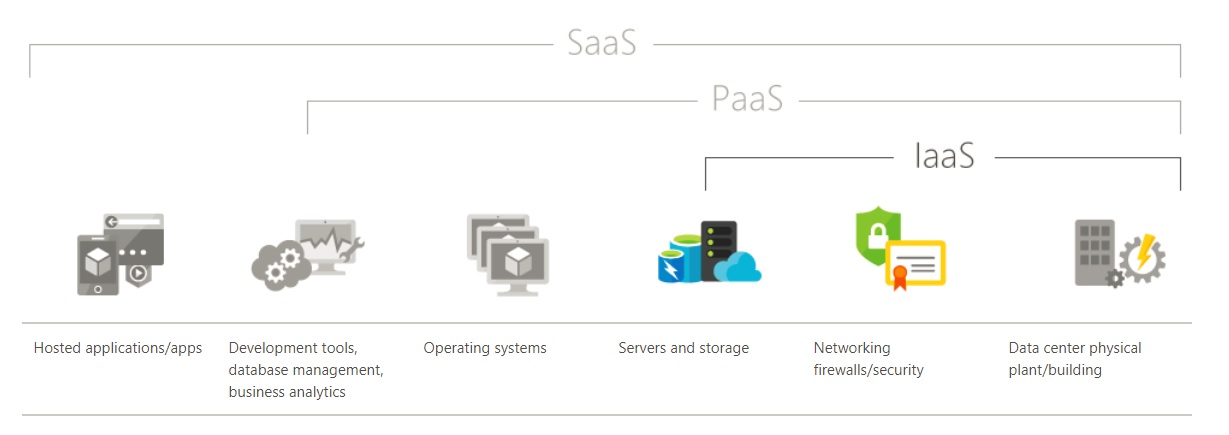 SaaS
PaaS
IaaS
Hosted applications/apps
Development tools,
database management,
business analytics
Operating systems
Servers and storage
Networking
firewalls/security
Data center physical
plant/building